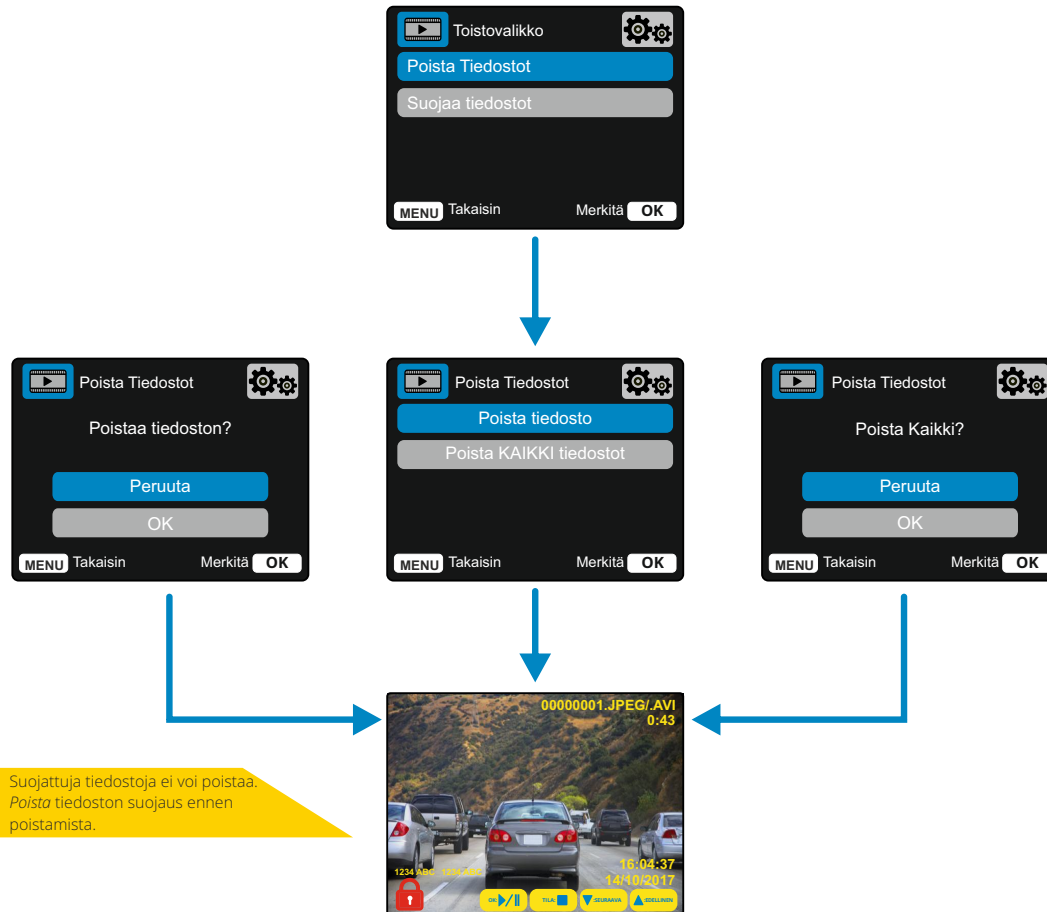 Toistovalikko
Poista Tiedostot
Suojaa tiedostot
MENU Takaisin Merkitä OK
Poista Tiedostot
Poistaa tiedoston?
Peruuta
OK
MENU Takaisin Merkitä OK
Poista Tiedostot
Poista tiedosto
Poista KAIKKI tiedostot
MENU Takaisin Merkitä OK
Poista Tiedostot
Poista Kaikki?
Peruuta
OK
MENU Takaisin Merkitä OK
00000001.JPEG/.AVI
0:43
Suojattuja tiedostoja ei voi poistaa.
Poista tiedoston suojaus ennen
poistamista.
16:04:37
1234 ABC 1234 ABC
14/10/2017
OK: TILA: :SEURAAVA :EDELLINEN